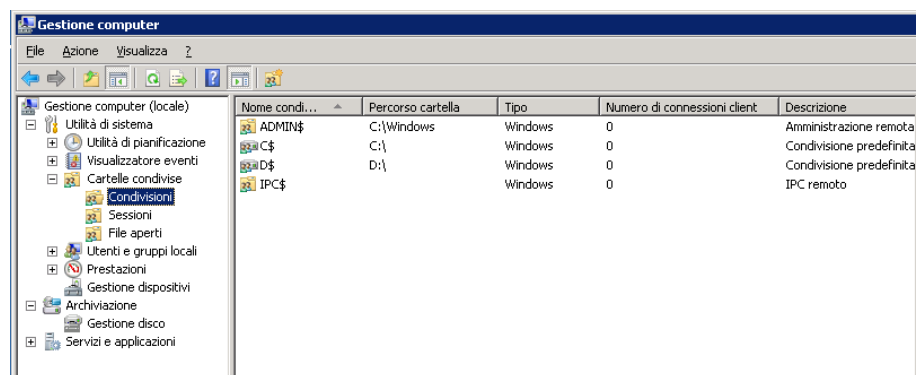 Gestione computer
File Azione Visualizza ?
Gestione computer (locale)
Utilità di sistema
Utilità di pianificazione
Visualizzatore eventi
Cartelle condivise
Condivisioni
Sessioni
File aperti
Utenti e gruppi locali
Prestazioni
Gestione dispositivi
Archiviazione
Gestione disco
Servizi e applicazioni
Nome condi... Percorso cartella Tipo Numero di connessioni client Descrizione
ADMIN$ C:\Windows Windows 0 Amministrazione remota
C$ C:\ Windows 0 Condivisione predefinita
D$ D:\ Windows 0 Condivisione predefinita
IPC$ Windows 0 IPC remoto